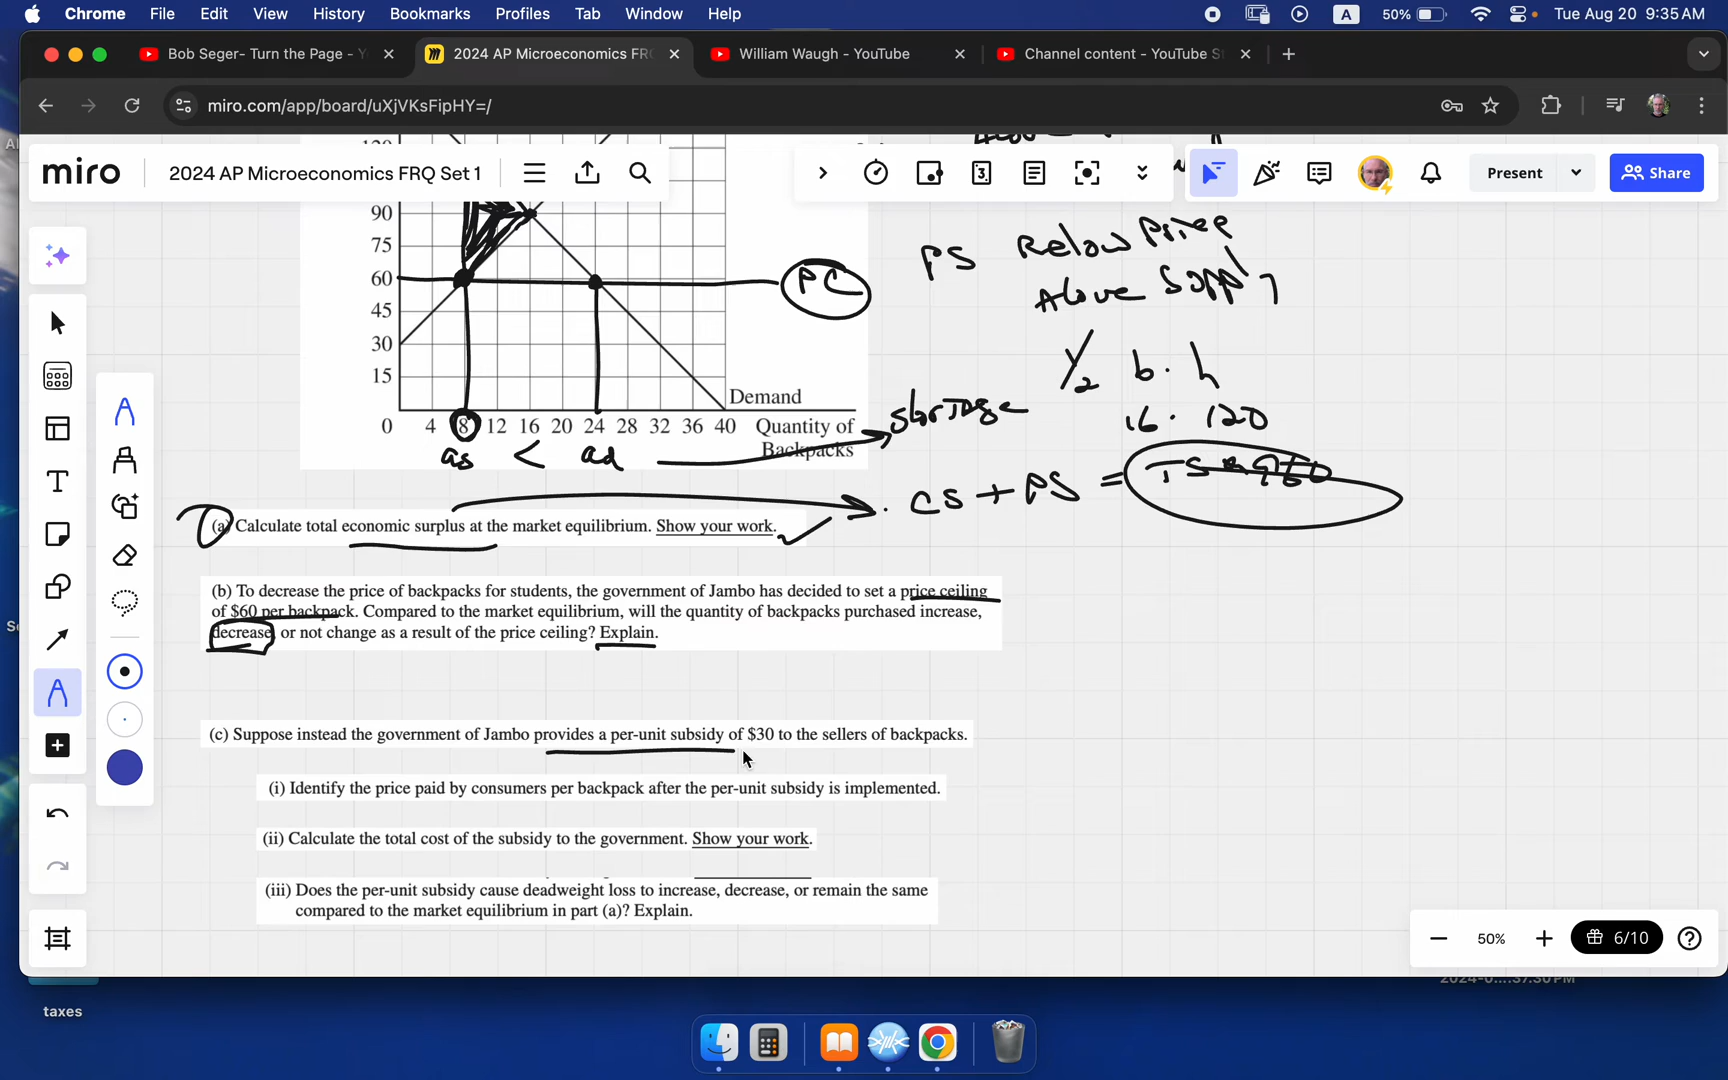 Chrome File Edit View History Bookmarks Profiles Tab Window Help A 50% Tue Aug 20 9:35 AM
Bob Seger- Turn the Page - Y
2024 AP Microeconomics FR
William Waugh - YouTube
Channel content - YouTube S
miro.com/app/board/uXjVKsFipHY=/
miro 2024 AP Microeconomics FRQ Set 1
Present Share
90
75
60
45
30
15
0 4 8 12 16 20 24 28 32 36 40
Demand
Quantity of
Backpacks
PC
PS Below Price
Above Supply
1/2 b. h
16. 120
shortage
qs < qd
CS + PS = TS = 960
(a) Calculate total economic surplus at the market equilibrium. Show your work.
(b) To decrease the price of backpacks for students, the government of Jambo has decided to set a price ceiling
of $60 per backpack. Compared to the market equilibrium, will the quantity of backpacks purchased increase,
decrease, or not change as a result of the price ceiling? Explain.
(c) Suppose instead the government of Jambo provides a per-unit subsidy of $30 to the sellers of backpacks.
(i) Identify the price paid by consumers per backpack after the per-unit subsidy is implemented.
(ii) Calculate the total cost of the subsidy to the government. Show your work.
(iii) Does the per-unit subsidy cause deadweight loss to increase, decrease, or remain the same
compared to the market equilibrium in part (a)? Explain.
50%
6/10
taxes